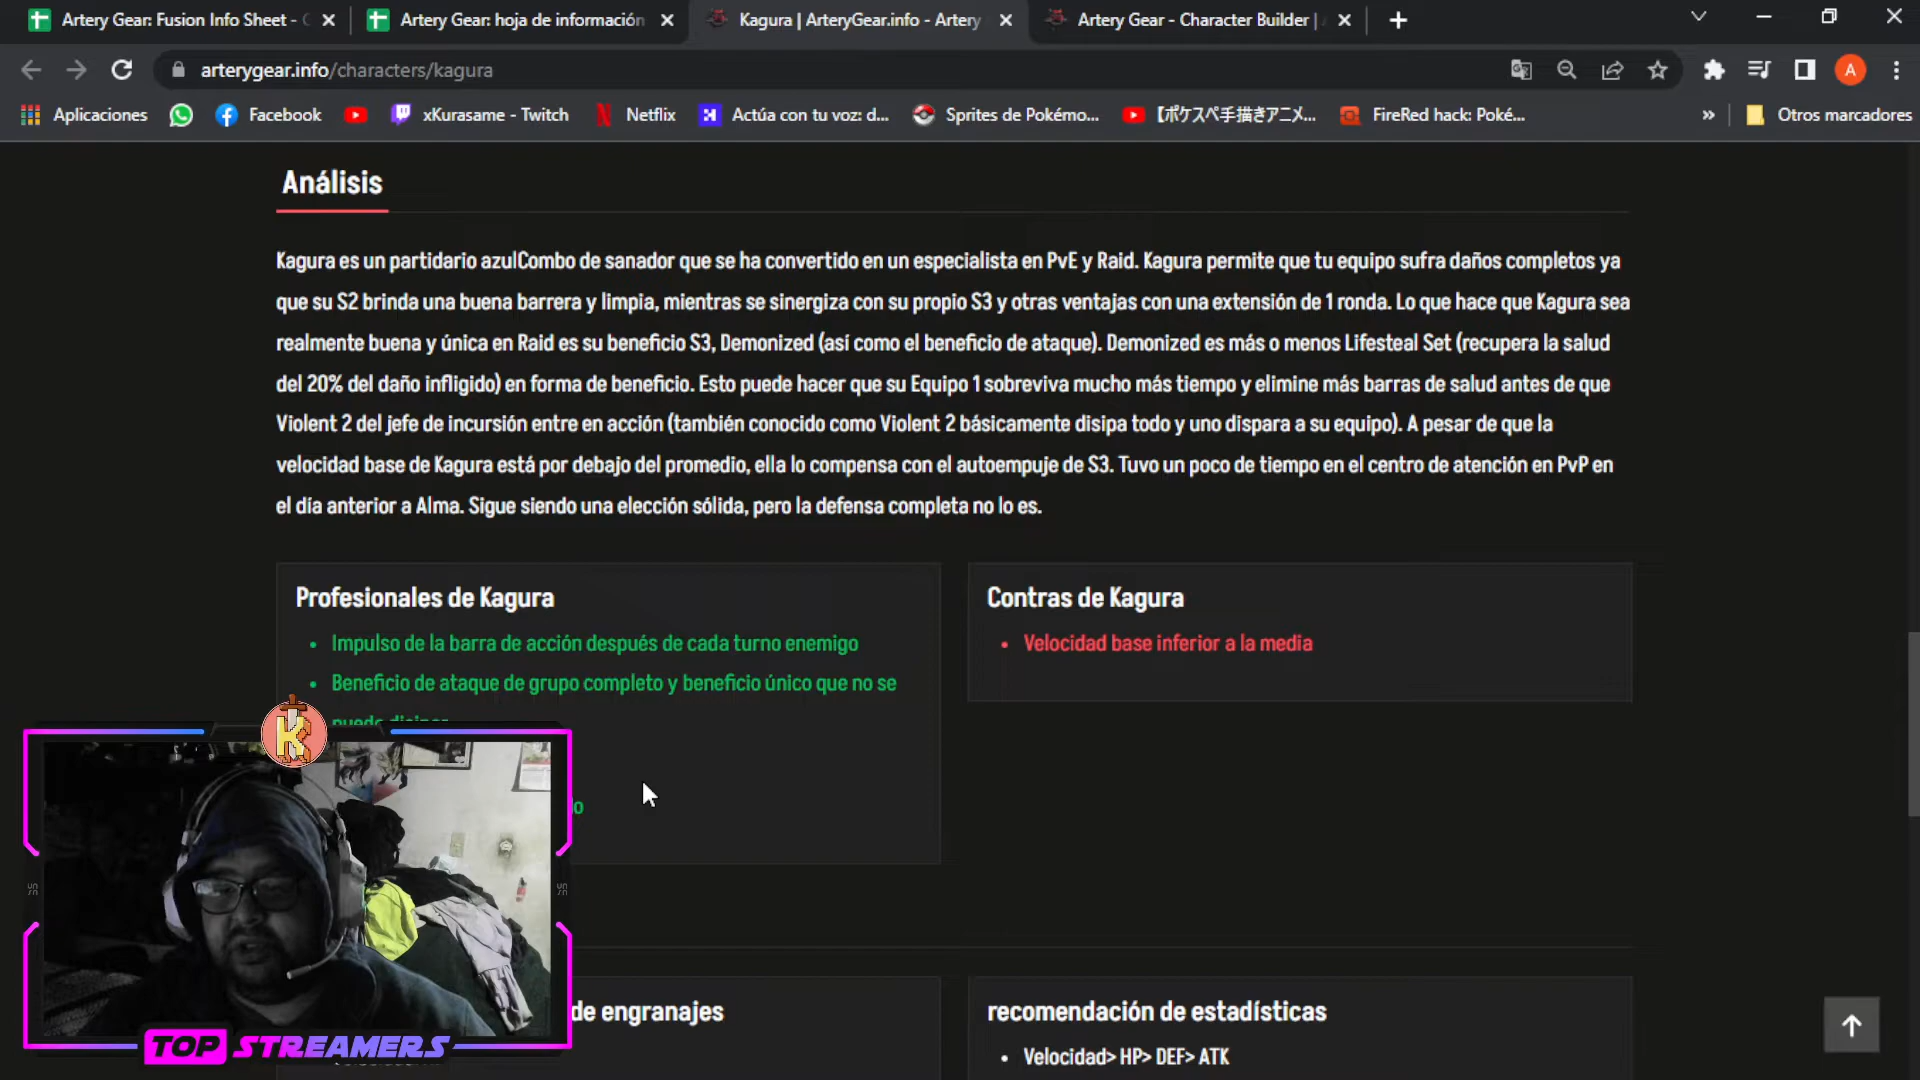 Artery Gear: Fusion Info Sheet -
Artery Gear: hoja de información
Kagura | ArteryGear.info - Artery
Artery Gear - Character Builder |
arterygear.info/characters/kagura
A
Aplicaciones
Facebook
xKurasame - Twitch
Netflix
Actúa con tu voz: d...
Sprites de Pokémo...
【ポケスペ手描きアニメ...
FireRed hack: Poké...
»
Otros marcadores
Análisis
Kagura es un partidario azulCombo de sanador que se ha convertido en un especialista en PvE y Raid. Kagura permite que tu equipo sufra daños completos ya
que su S2 brinda una buena barrera y limpia, mientras se sinergiza con su propio S3 y otras ventajas con una extensión de 1 ronda. Lo que hace que Kagura sea
realmente buena y única en Raid es su beneficio S3, Demonized (así como el beneficio de ataque). Demonized es más o menos Lifesteal Set (recupera la salud
del 20% del daño infligido) en forma de beneficio. Esto puede hacer que su Equipo 1 sobreviva mucho más tiempo y elimine más barras de salud antes de que
Violent 2 del jefe de incursión entre en acción (también conocido como Violent 2 básicamente disipa todo y uno dispara a su equipo). A pesar de que la
velocidad base de Kagura está por debajo del promedio, ella lo compensa con el autoempuje de S3. Tuvo un poco de tiempo en el centro de atención en PvP en
el día anterior a Alma. Sigue siendo una elección sólida, pero la defensa completa no lo es.
Profesionales de Kagura
• Impulso de la barra de acción después de cada turno enemigo
• Beneficio de ataque de grupo completo y beneficio único que no se
Contras de Kagura
• Velocidad base inferior a la media
K
TOP STREAMERS
de engranajes
recomendación de estadísticas
• Velocidad> HP> DEF> ATK